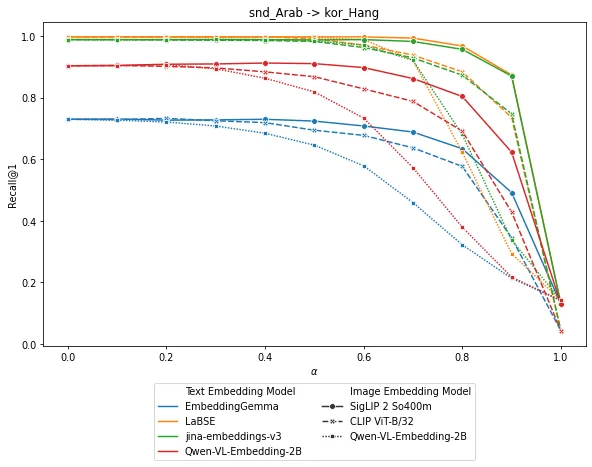 snd_Arab -> kor_Hang
Recall@1
1.0
0.8
0.6
0.4
0.2
0.0
0.0 0.2 0.4 0.6 0.8 1.0
α
Text Embedding Model
EmbeddingGemma
LaBSE
jina-embeddings-v3
Qwen-VL-Embedding-2B
Image Embedding Model
SigLIP 2 So400m
CLIP ViT-B/32
Qwen-VL-Embedding-2B